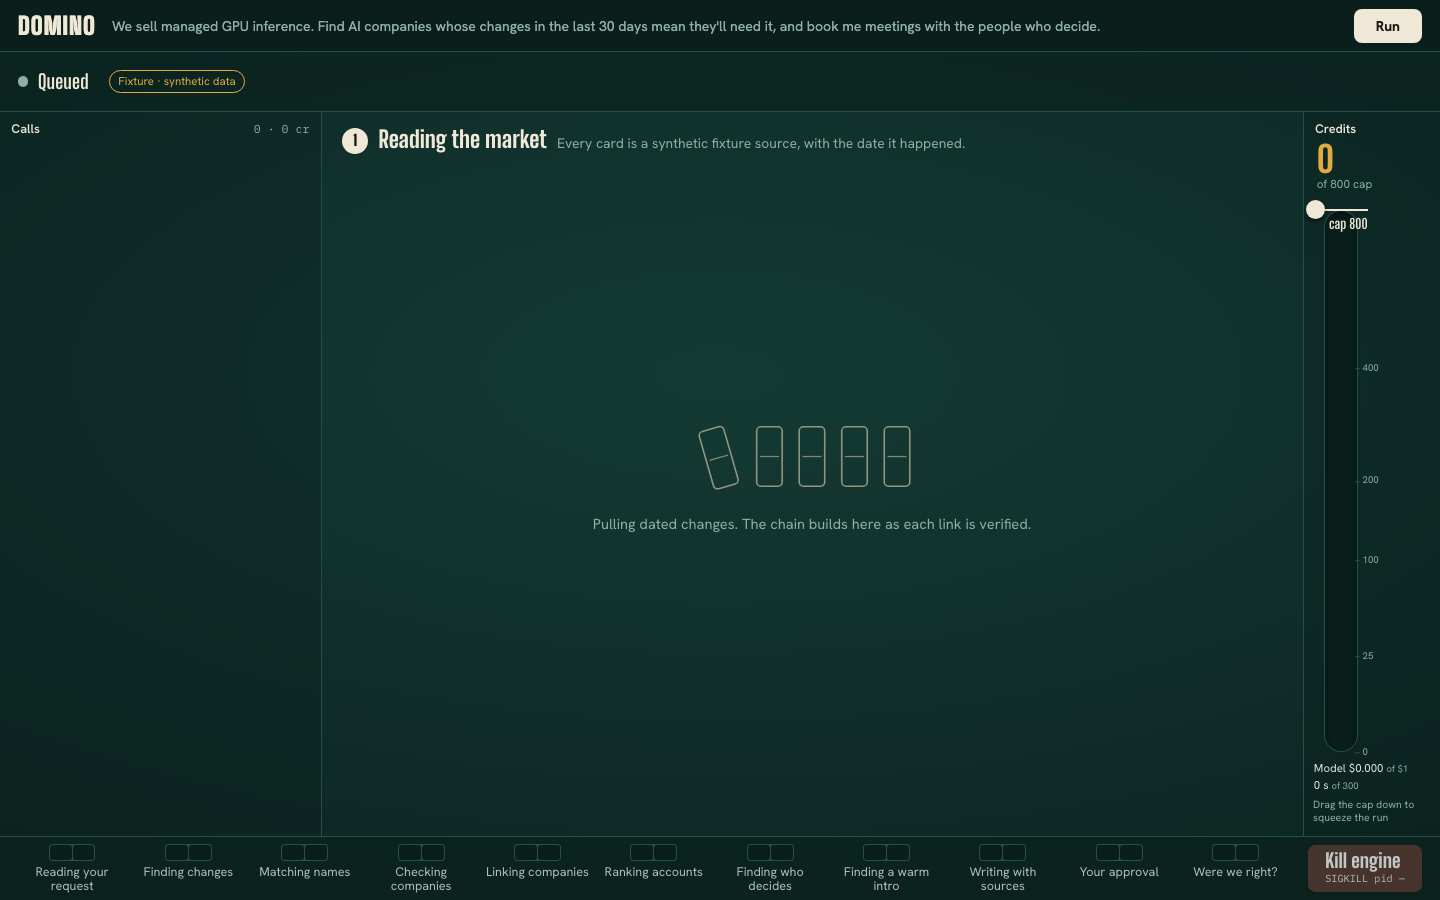 DOMINO
We sell managed GPU inference. Find AI companies whose changes in the last 30 days mean they'll need it, and book me meetings with the people who decide.
Run
Queued
Fixture · synthetic data
Calls
0 · 0 cr
1
Reading the market
Every card is a synthetic fixture source, with the date it happened.
Pulling dated changes. The chain builds here as each link is verified.
Credits
0
of 800 cap
cap 800
400
200
100
25
0
Model $0.000 of $1
0 s of 300
Drag the cap down to
squeeze the run
Reading your
request
Finding changes
Matching names
Checking
companies
Linking companies
Ranking accounts
Finding who
decides
Finding a warm
intro
Writing with
sources
Your approval
Were we right?
Kill engine
SIGKILL pid —